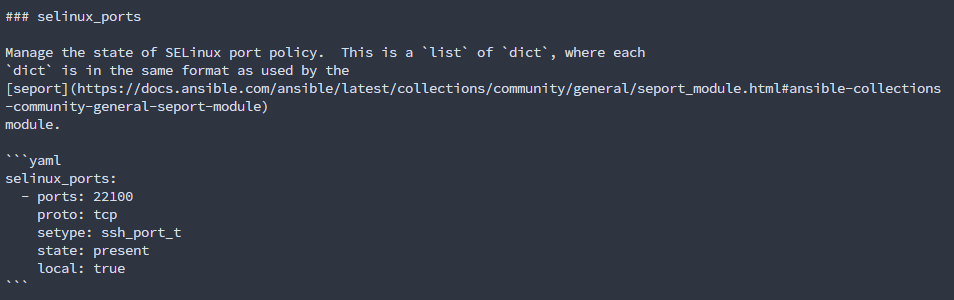 ### selinux_ports
Manage the state of SELinux port policy.  This is a `list` of `dict`, where each
`dict` is in the same format as used by the
[seport](https://docs.ansible.com/ansible/latest/collections/community/general/seport_module.html#ansible-collections
-community-general-seport-module)
module.
```yaml
selinux_ports:
  - ports: 22100
    proto: tcp
    setype: ssh_port_t
    state: present
    local: true
```